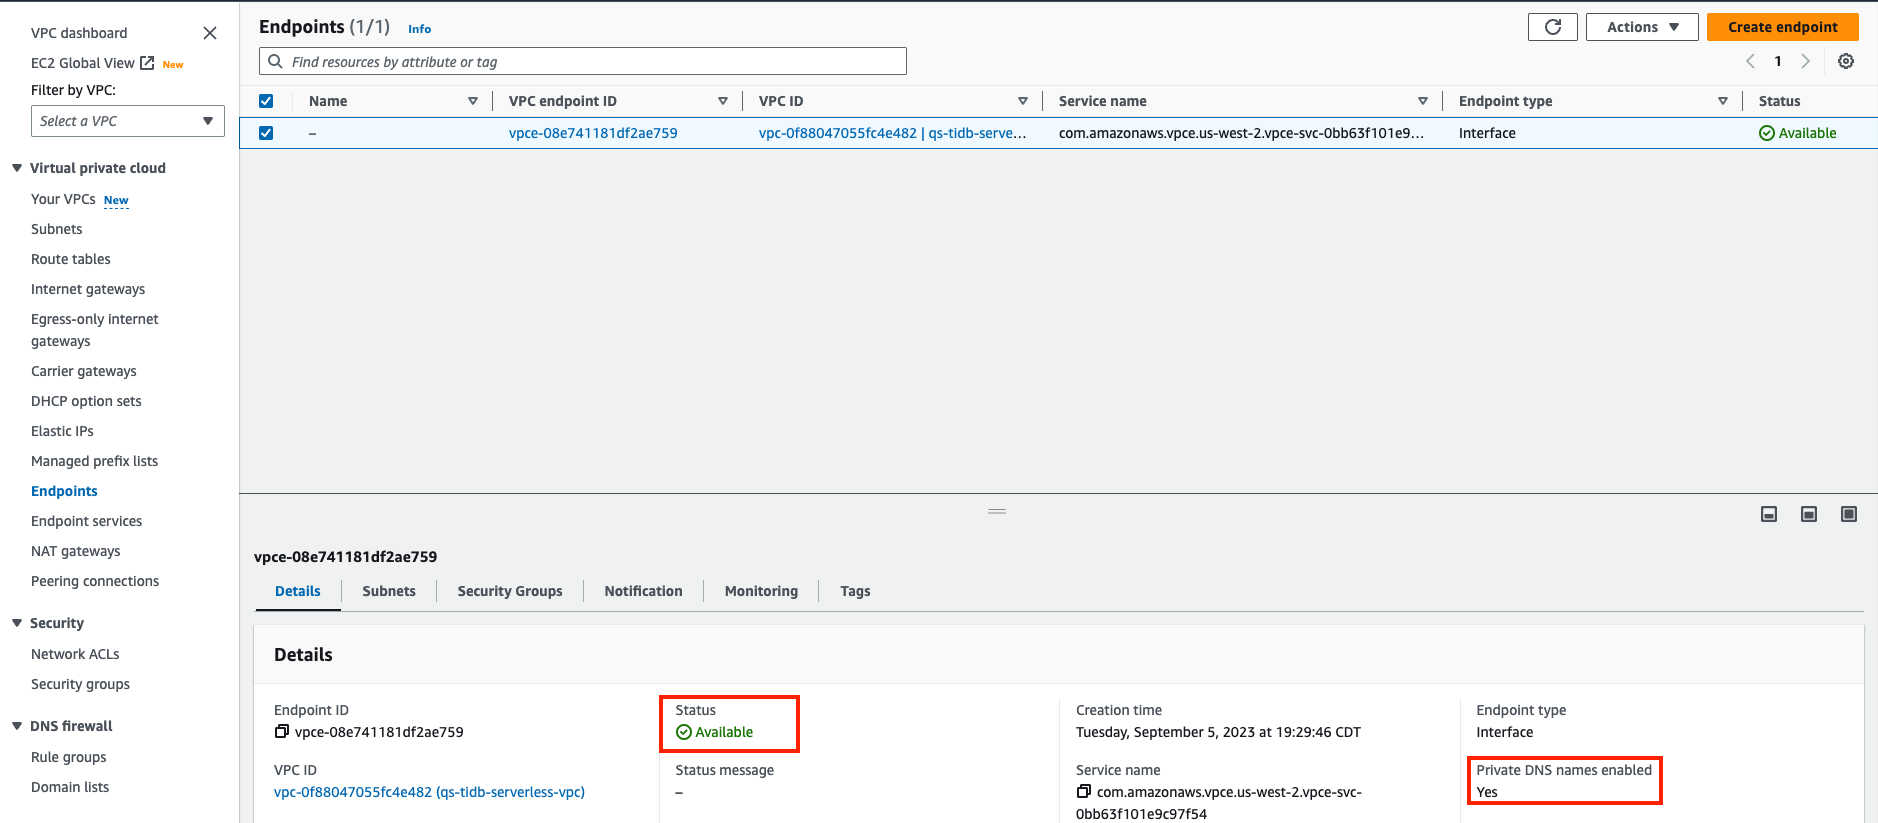 VPC dashboard
EC2 Global View New
Filter by VPC:
Select a VPC
Virtual private cloud
Your VPCs New
Subnets
Route tables
Internet gateways
Egress-only internet
gateways
Carrier gateways
DHCP option sets
Elastic IPs
Managed prefix lists
Endpoints
Endpoint services
NAT gateways
Peering connections
Security
Network ACLs
Security groups
DNS firewall
Rule groups
Domain lists
Endpoints (1/1) Info
Actions
Create endpoint
Find resources by attribute or tag
1
Name VPC endpoint ID VPC ID Service name Endpoint type Status
– vpce-08e741181df2ae759 vpc-0f88047055fc4e482 | qs-tidb-serve... com.amazonaws.vpce.us-west-2.vpce-svc-0bb63f101e9... Interface Available
vpce-08e741181df2ae759
Details Subnets Security Groups Notification Monitoring Tags
Details
Endpoint ID
vpce-08e741181df2ae759
Status
Available
Creation time
Tuesday, September 5, 2023 at 19:29:46 CDT
Endpoint type
Interface
VPC ID
vpc-0f88047055fc4e482 (qs-tidb-serverless-vpc)
Status message
–
Service name
com.amazonaws.vpce.us-west-2.vpce-svc-
0bb63f101e9c97f54
Private DNS names enabled
Yes